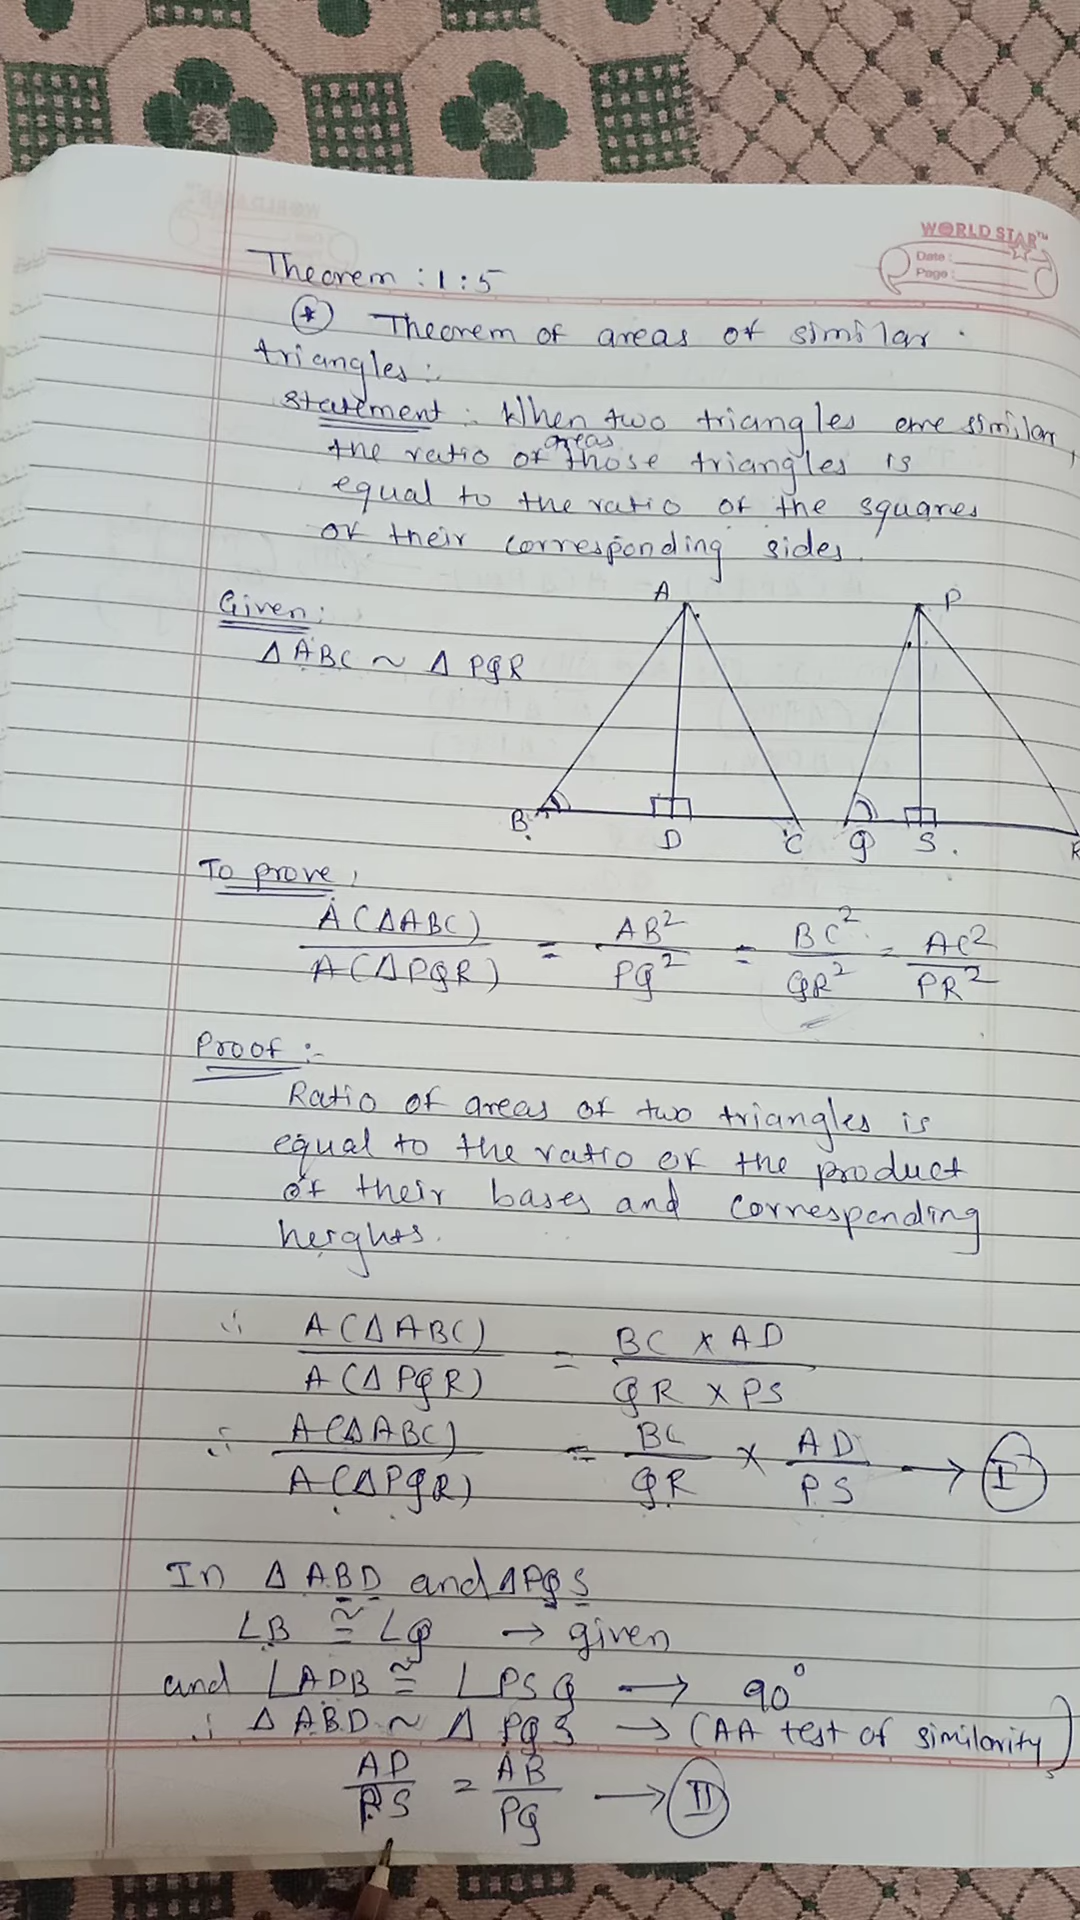 WORLD STAR™
Date :
Page :
Theorem : 1 : 5
* Theorem of areas of similar
triangles :-
Statement : When two triangles are similar,
areas
the ratio of those triangles is
equal to the ratio of the squares
of their corresponding sides.
A P
Given :
Δ ABC ~ Δ PQR
B D C Q S R
To prove,
A(ΔABC) / A(ΔPQR) = AB² / PQ² = BC² / QR² = AC² / PR²
Proof :-
Ratio of areas of two triangles is
equal to the ratio of the product
of their bases and corresponding
heights.
∴ A(ΔABC) / A(ΔPQR) = BC × AD / QR × PS
∴ A(ΔABC) / A(ΔPQR) = BC / QR × AD / PS → I
In Δ ABD and Δ PQS
∠B ≅ ∠Q → given
and ∠ADB ≅ ∠PSQ → 90°
∴ Δ ABD ~ Δ PQS → (AA test of similarity)
AD / PS = AB / PQ → II